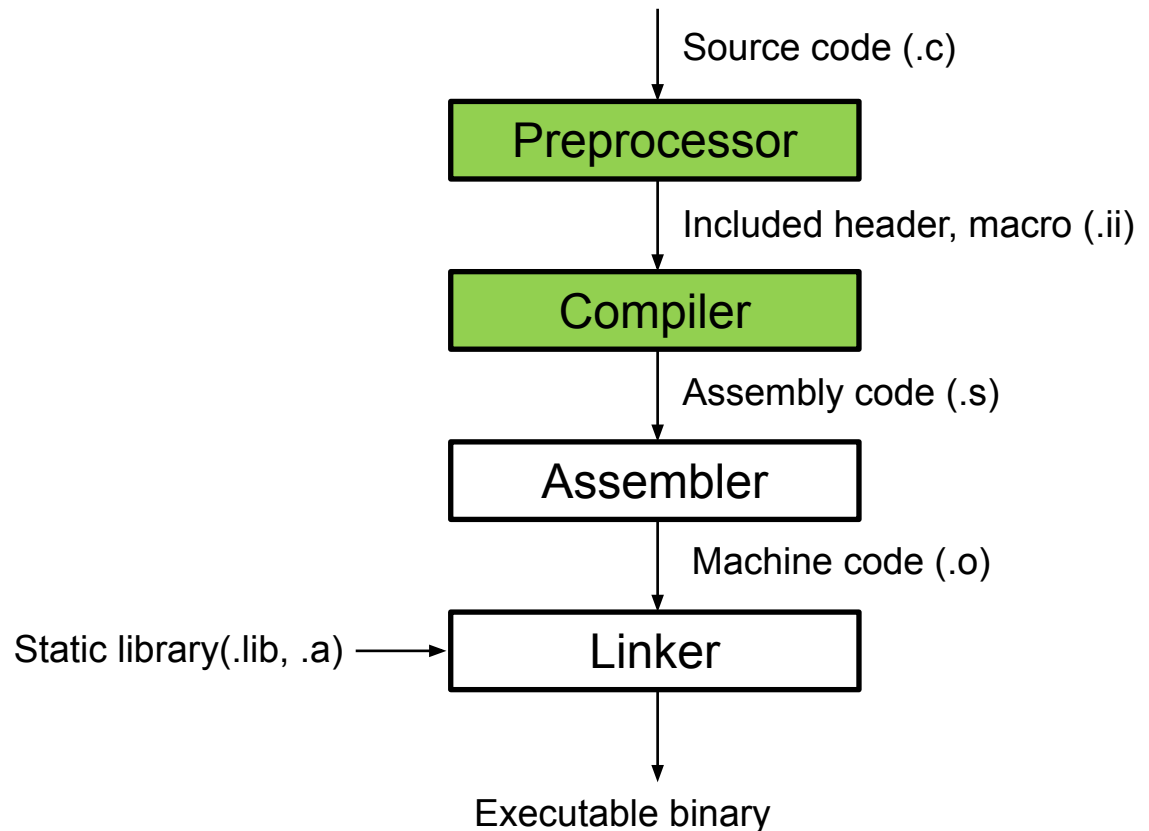 Source code (.c)
Preprocessor
Included header, macro (.ii)
Compiler
Assembly code (.s)
Assembler
Machine code (.o)
Static library(.lib, .a)
Linker
Executable binary